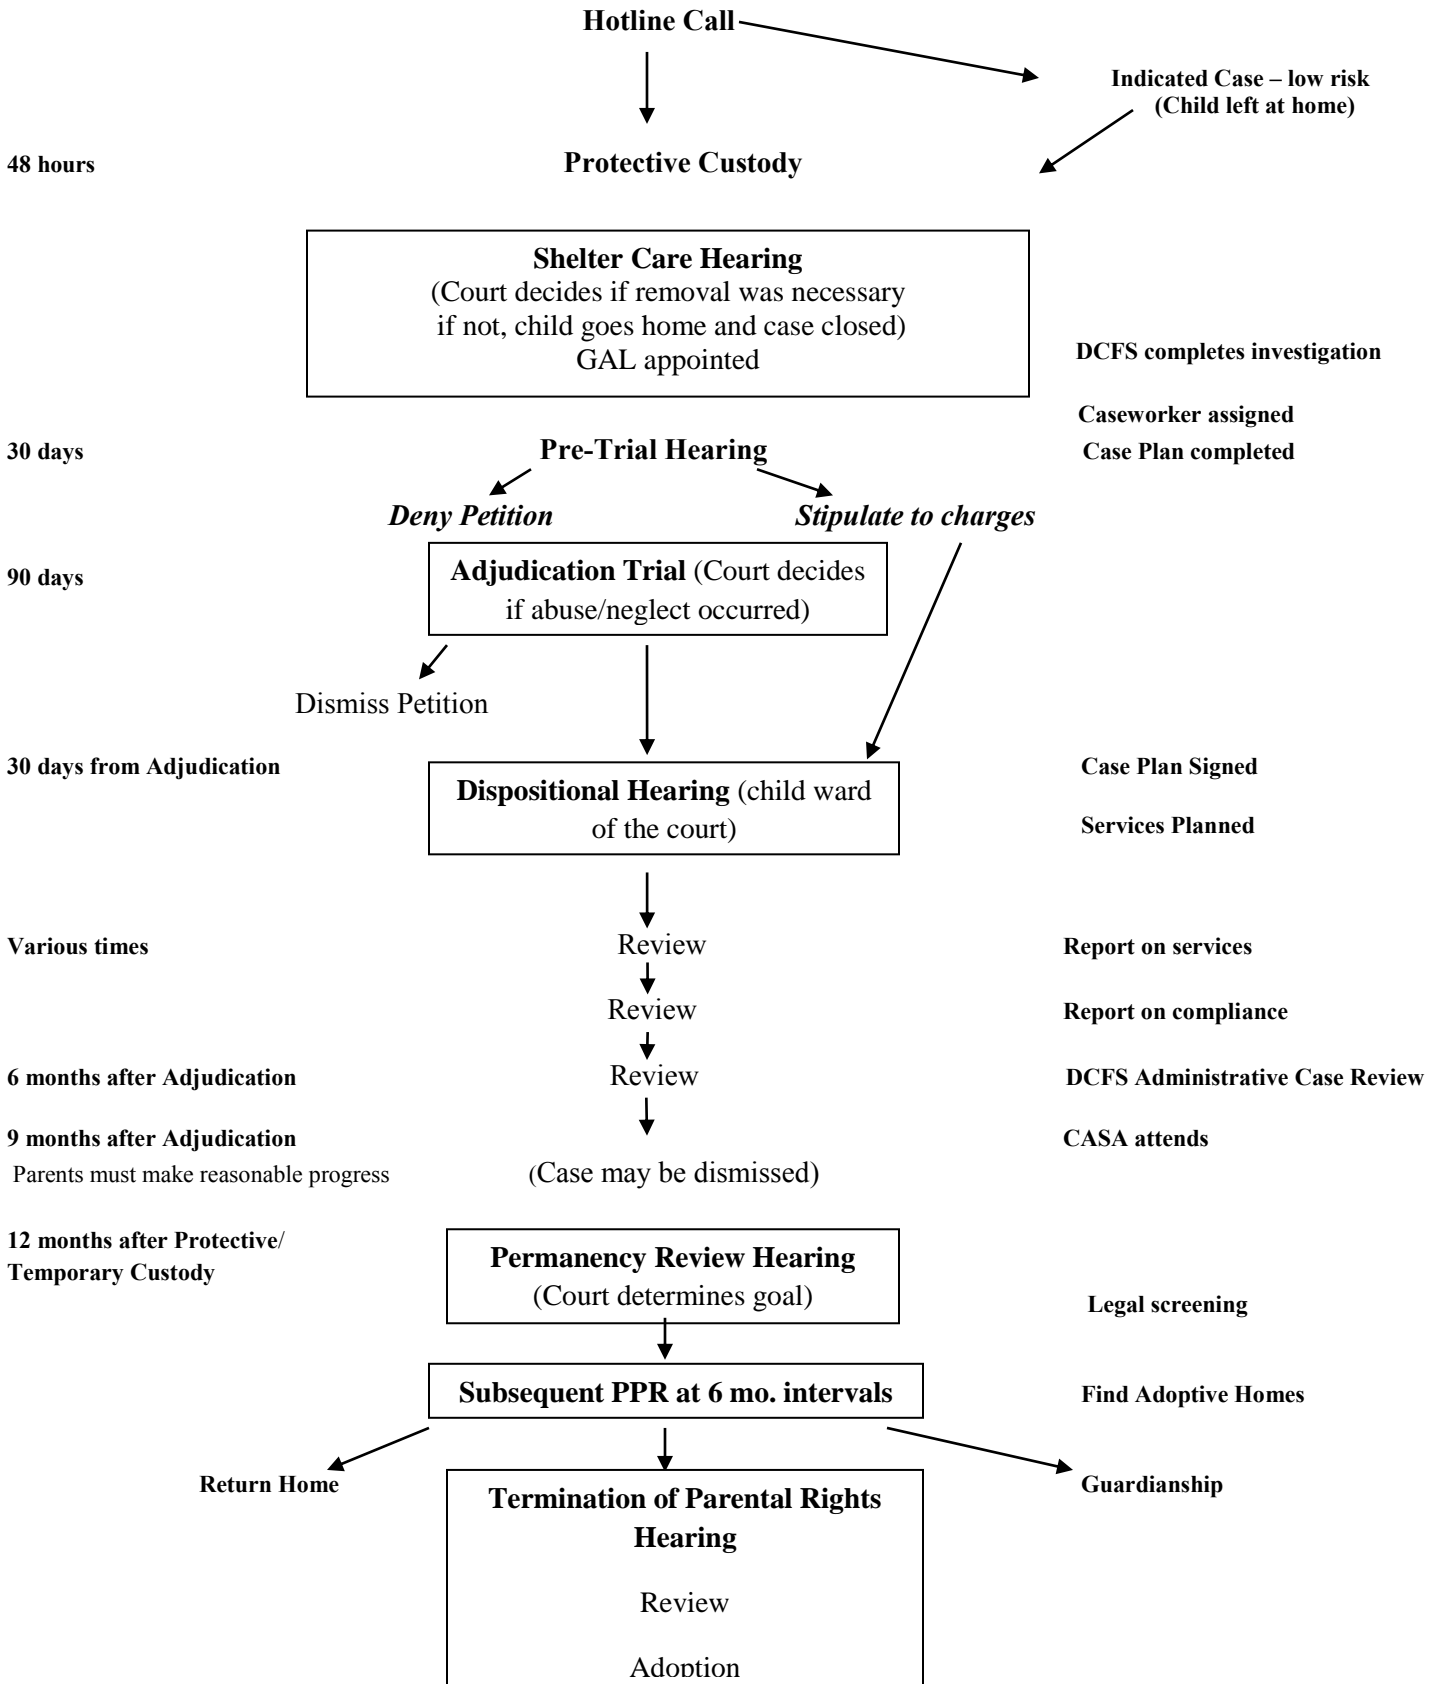 Hotline Call
Indicated Case – low risk
(Child left at home)
48 hours
Protective Custody
Shelter Care Hearing
(Court decides if removal was necessary
if not, child goes home and case closed)
GAL appointed
DCFS completes investigation
Caseworker assigned
30 days
Pre-Trial Hearing
Case Plan completed
Deny Petition
Stipulate to charges
90 days
Adjudication Trial (Court decides
if abuse/neglect occurred)
Dismiss Petition
30 days from Adjudication
Dispositional Hearing (child ward
of the court)
Case Plan Signed
Services Planned
Various times
Review
Report on services
Review
Report on compliance
6 months after Adjudication
Review
DCFS Administrative Case Review
9 months after Adjudication
CASA attends
Parents must make reasonable progress
(Case may be dismissed)
12 months after Protective/
Temporary Custody
Permanency Review Hearing
(Court determines goal)
Legal screening
Subsequent PPR at 6 mo. intervals
Find Adoptive Homes
Return Home
Termination of Parental Rights
Hearing
Guardianship
Review
Adoption